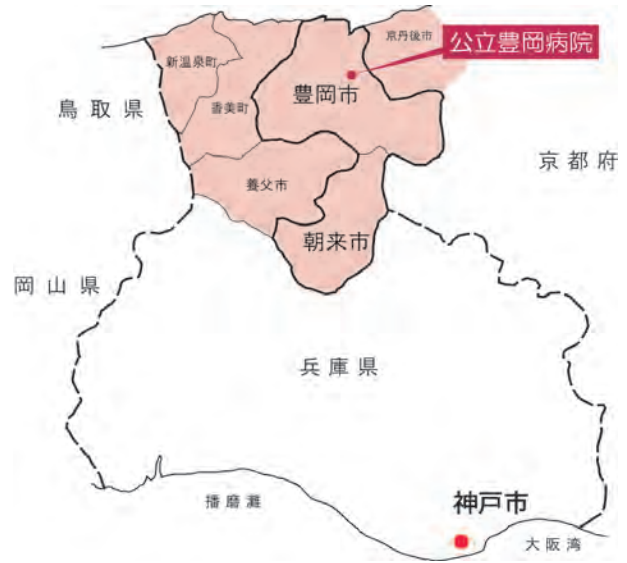 京丹後市
公立豊岡病院
新温泉町
豊岡市
香美町
鳥取県
京都府
養父市
朝来市
岡山県
兵庫県
播磨灘
神戸市
大阪湾